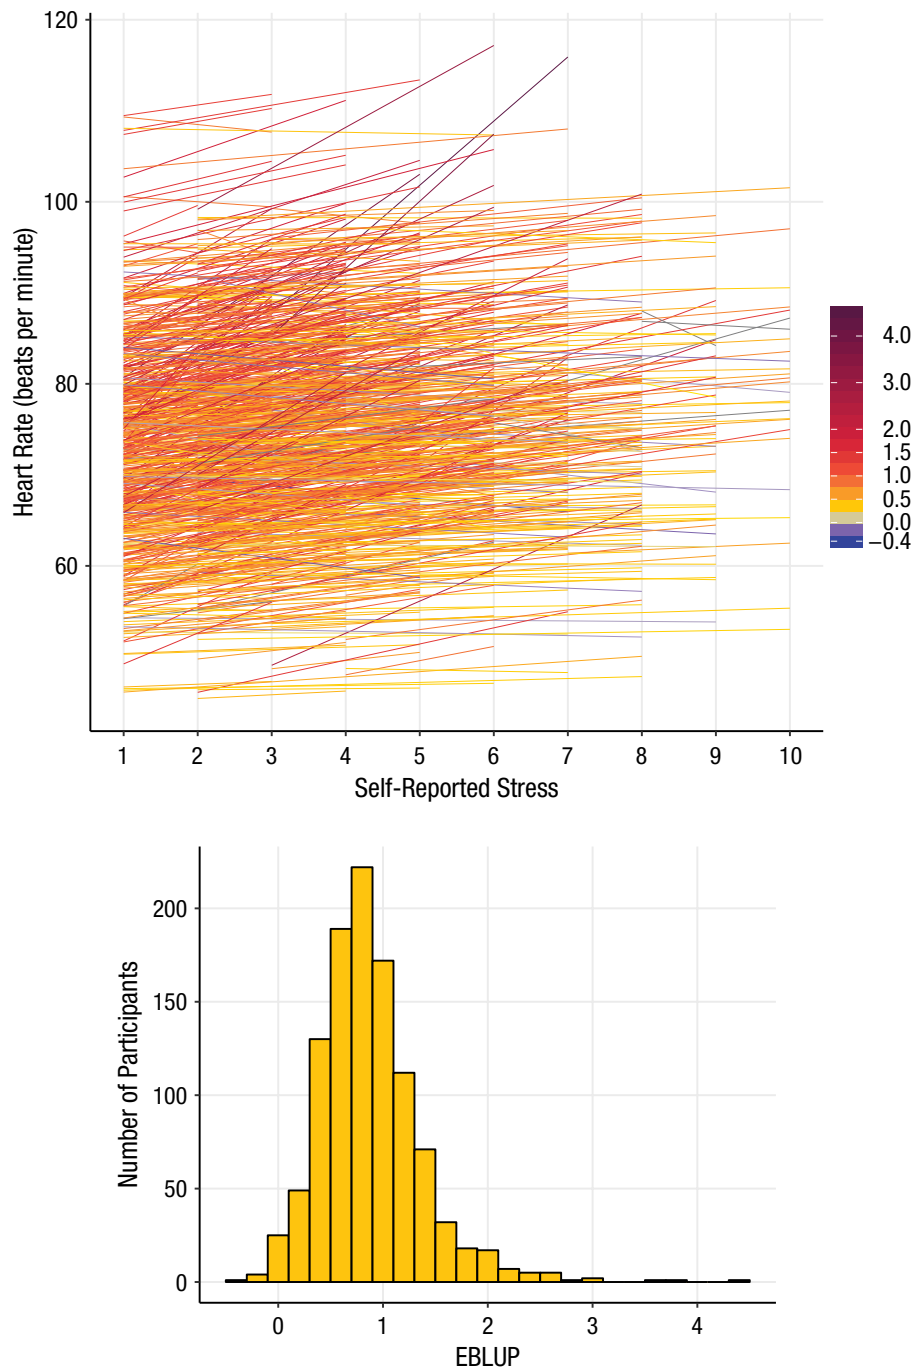 120
100
80
60
Heart Rate (beats per minute)
1 2 3 4 5 6 7 8 9 10
Self-Reported Stress
4.0
3.0
2.0
1.5
1.0
0.5
0.0
−0.4
200
150
100
50
0
Number of Participants
0 1 2 3 4
EBLUP